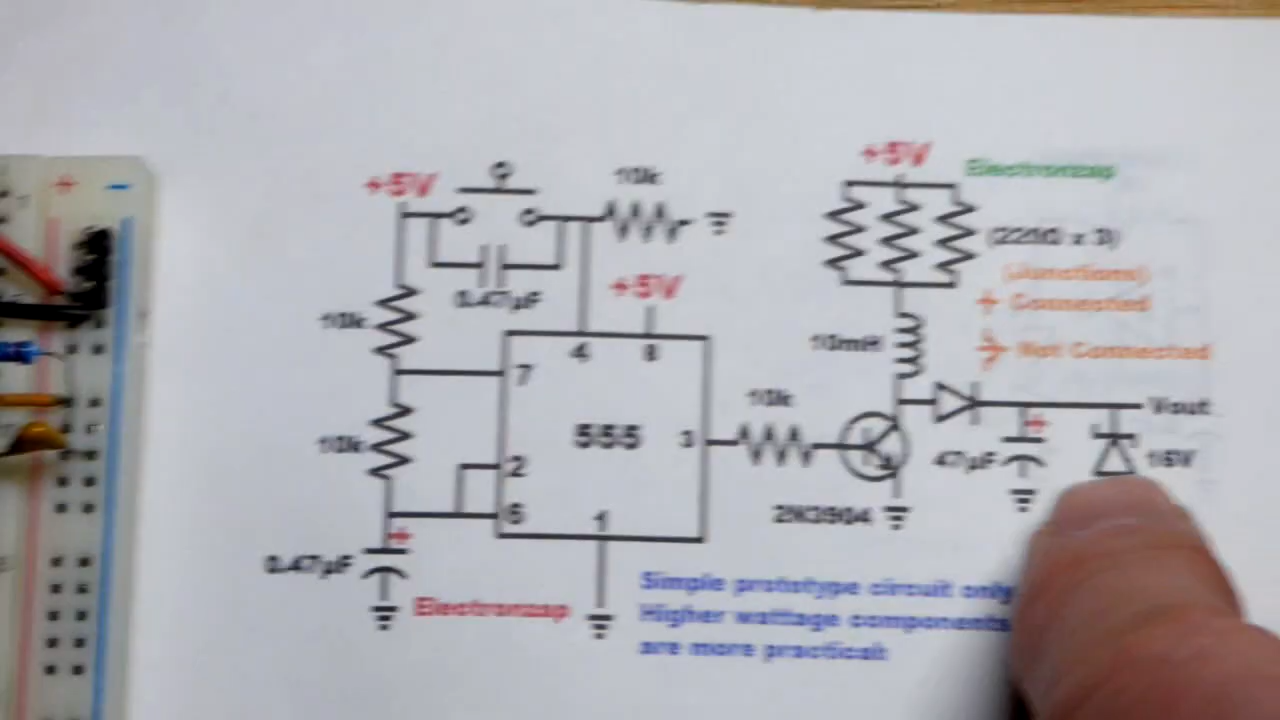 +5V
10k
+5V
Electronzap
(220Ω x 3)
(Junctions)
+ Connected
Not Connected
0.47µF
+5V
10k
4
8
7
10mH
10k
10k
555
3
2
6
1
Vout
+
47µF
16V
2N3904
+
0.47µF
Electronzap
Simple prototype circuit only
Higher wattage components
are more practical:
+
-